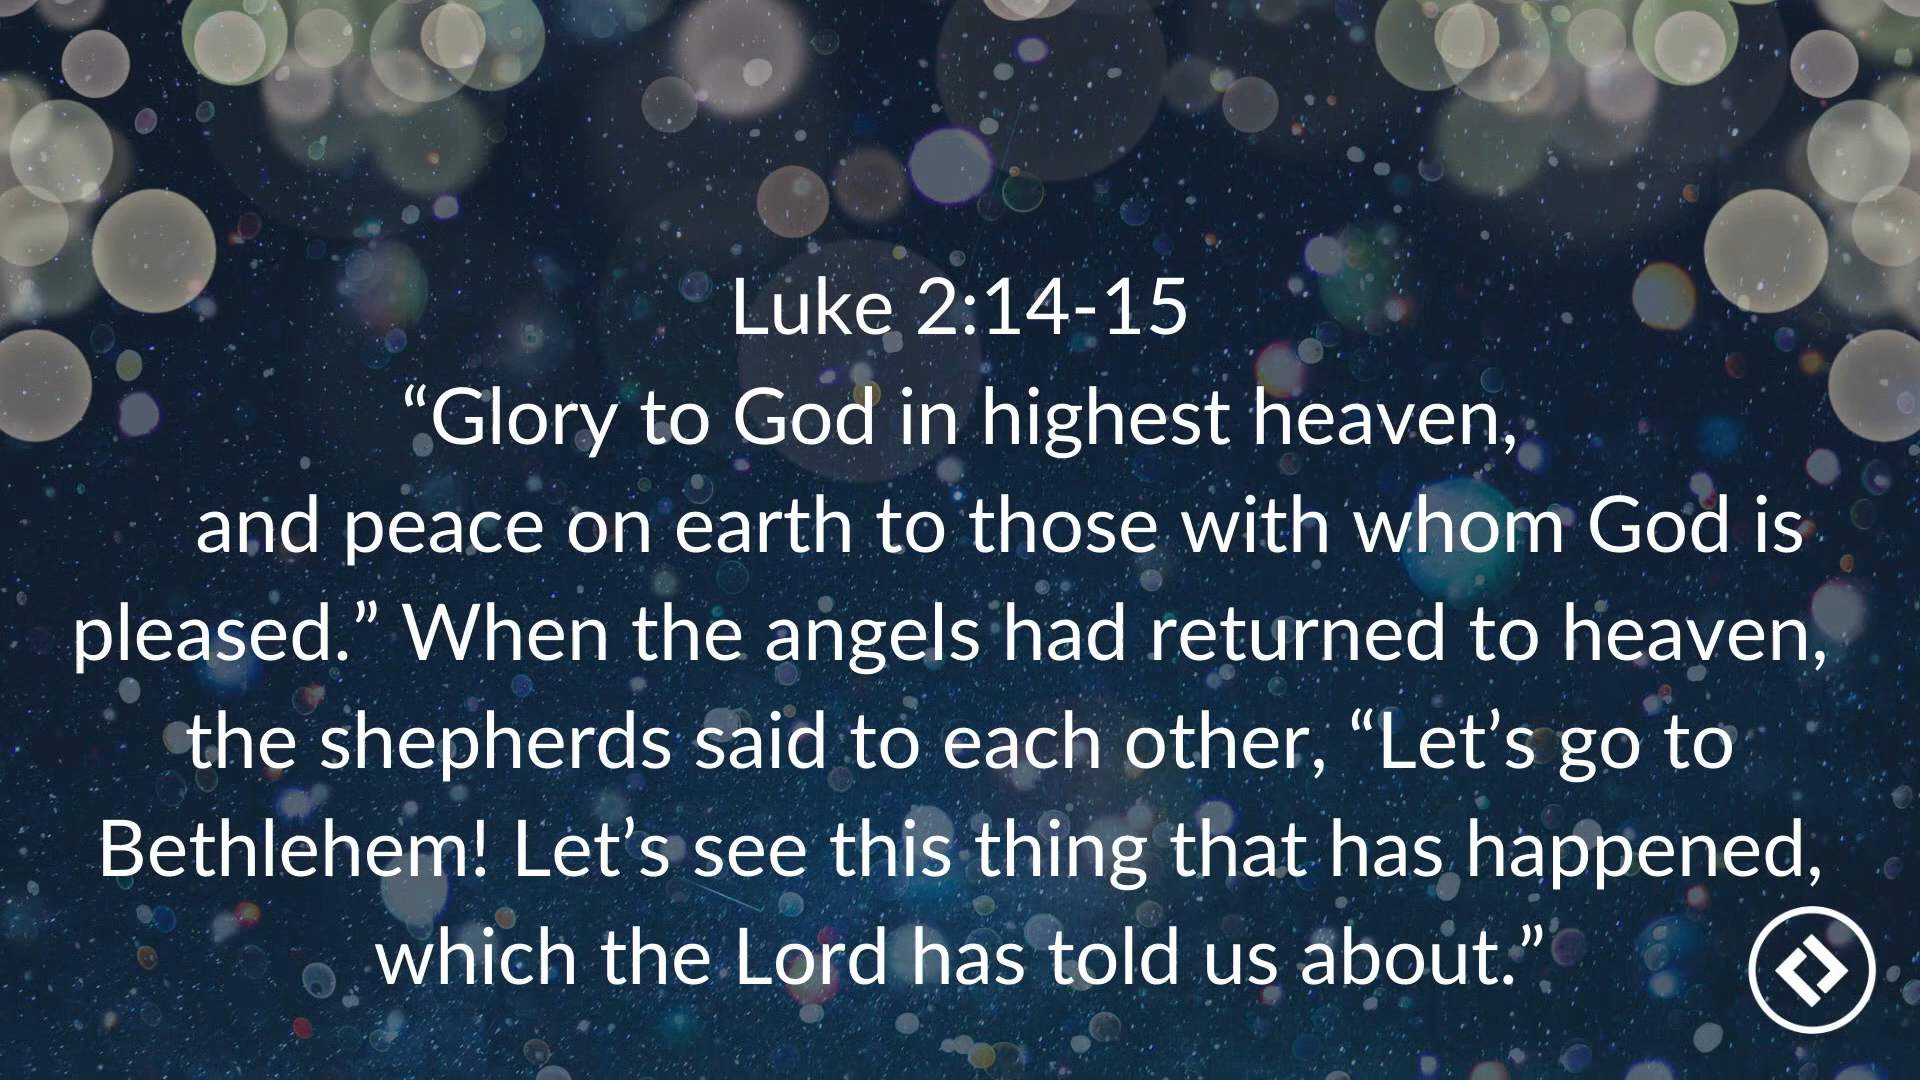 Luke 2:14-15
“Glory to God in highest heaven,
and peace on earth to those with whom God is
pleased.” When the angels had returned to heaven,
the shepherds said to each other, “Let’s go to
Bethlehem! Let’s see this thing that has happened,
which the Lord has told us about.”